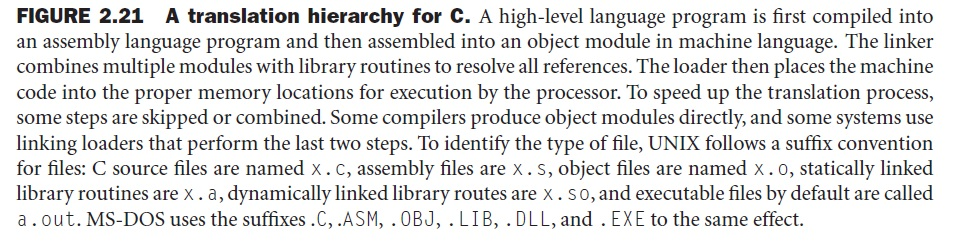 FIGURE 2.21 A translation hierarchy for C. A high-level language program is first compiled into
an assembly language program and then assembled into an object module in machine language. The linker
combines multiple modules with library routines to resolve all references. The loader then places the machine
code into the proper memory locations for execution by the processor. To speed up the translation process,
some steps are skipped or combined. Some compilers produce object modules directly, and some systems use
linking loaders that perform the last two steps. To identify the type of file, UNIX follows a suffix convention
for files: C source files are named x.c, assembly files are x.s, object files are named x.o, statically linked
library routines are x.a, dynamically linked library routes are x.so, and executable files by default are called
a.out. MS-DOS uses the suffixes .C, .ASM, .OBJ, .LIB, .DLL, and .EXE to the same effect.